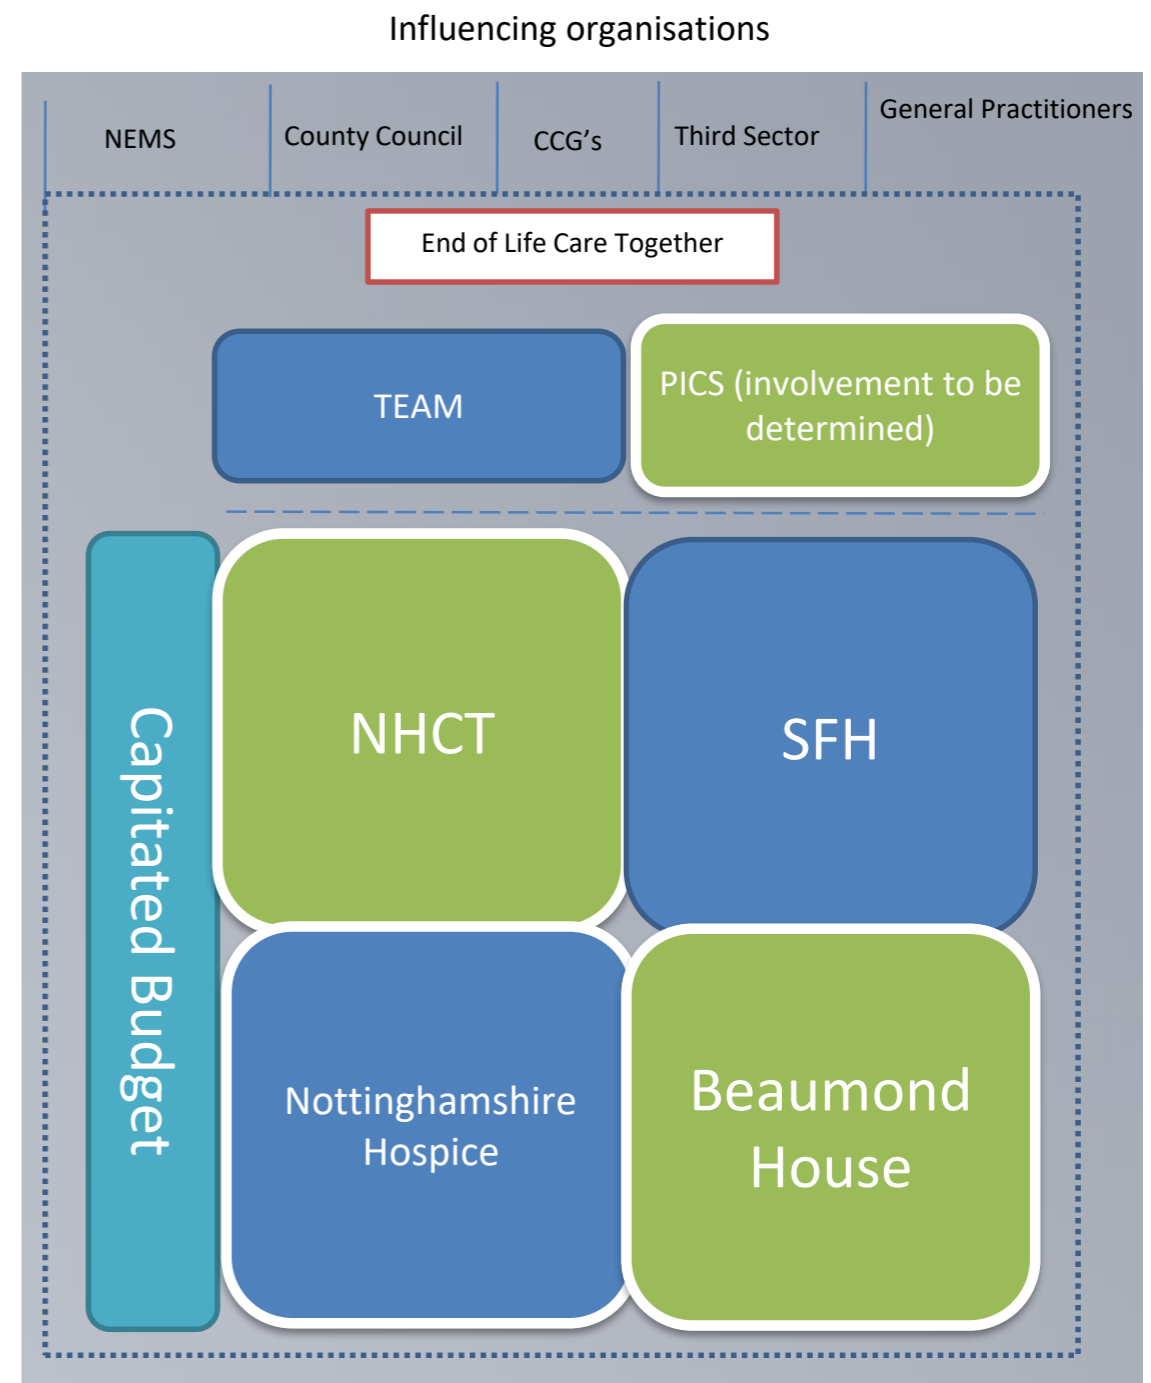 Influencing organisations
NEMS
County Council
CCG's
Third Sector
General Practitioners
End of Life Care Together
TEAM
PICS (involvement to be
determined)
Capitated Budget
NHCT
SFH
Nottinghamshire
Hospice
Beaumond
House